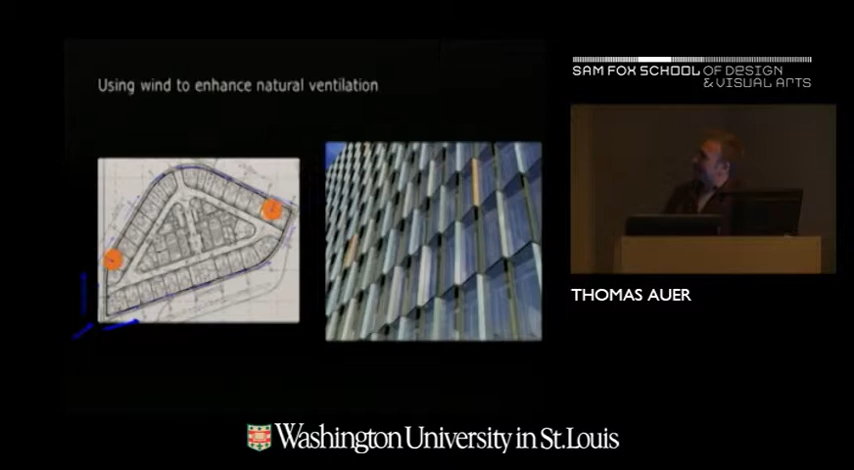 Using wind to enhance natural ventilation
SAM FOX SCHOOL OF DESIGN
& VISUAL ARTS
THOMAS AUER
Washington University in St. Louis